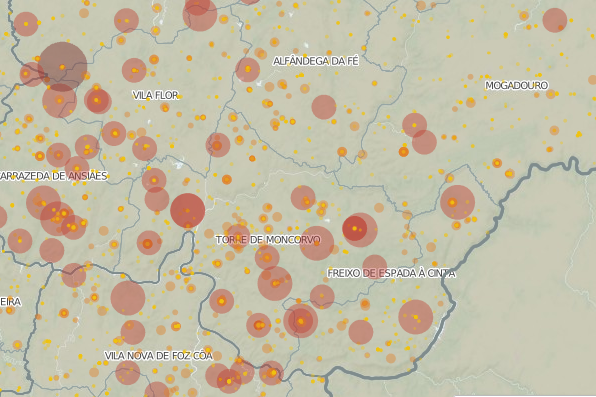 ALFÂNDEGA DA FÉ
MOGADOURO
VILA FLOR
ARRAZEDA DE ANSIÃES
TORRE DE MONCORVO
FREIXO DE ESPADA À CINTA
EIRA
VILA NOVA DE FOZ CÔA